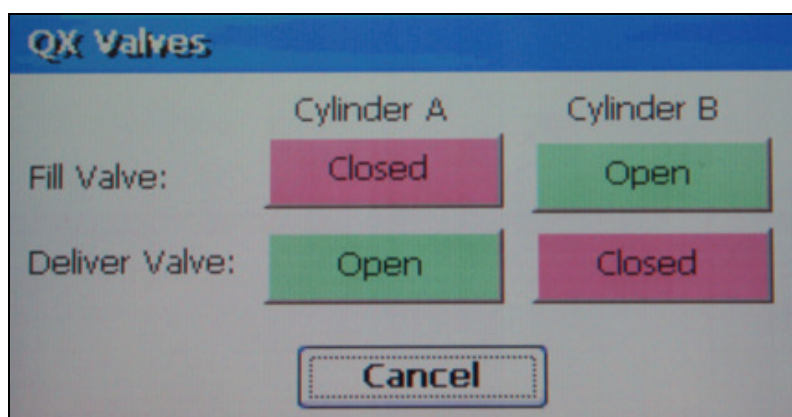 QX Valves
Cylinder A Cylinder B
Fill Valve: Closed Open
Deliver Valve: Open Closed
Cancel